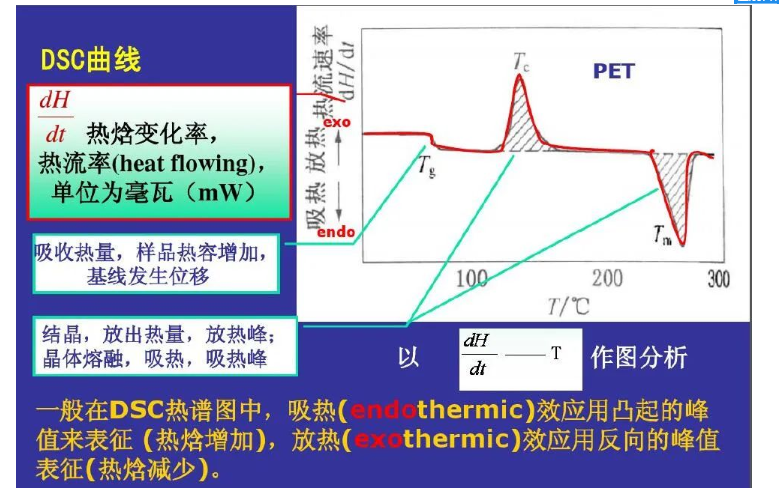 DSC曲线
dH
dt 热焓变化率，
热流率(heat flowing)，
单位为毫瓦（mW）
吸收热量，样品热容增加，
基线发生位移
结晶，放出热量，放热峰；
晶体熔融，吸热，吸热峰
热流速率
dH/dt
放热
exo
吸热
endo
Tc
PET
Tg
Tm
100
200
300
T/℃
以 dH
dt — T 作图分析
一般在DSC热谱图中，吸热(endothermic)效应用凸起的峰
值来表征 (热焓增加)，放热(exothermic)效应用反向的峰值
表征(热焓减少)。